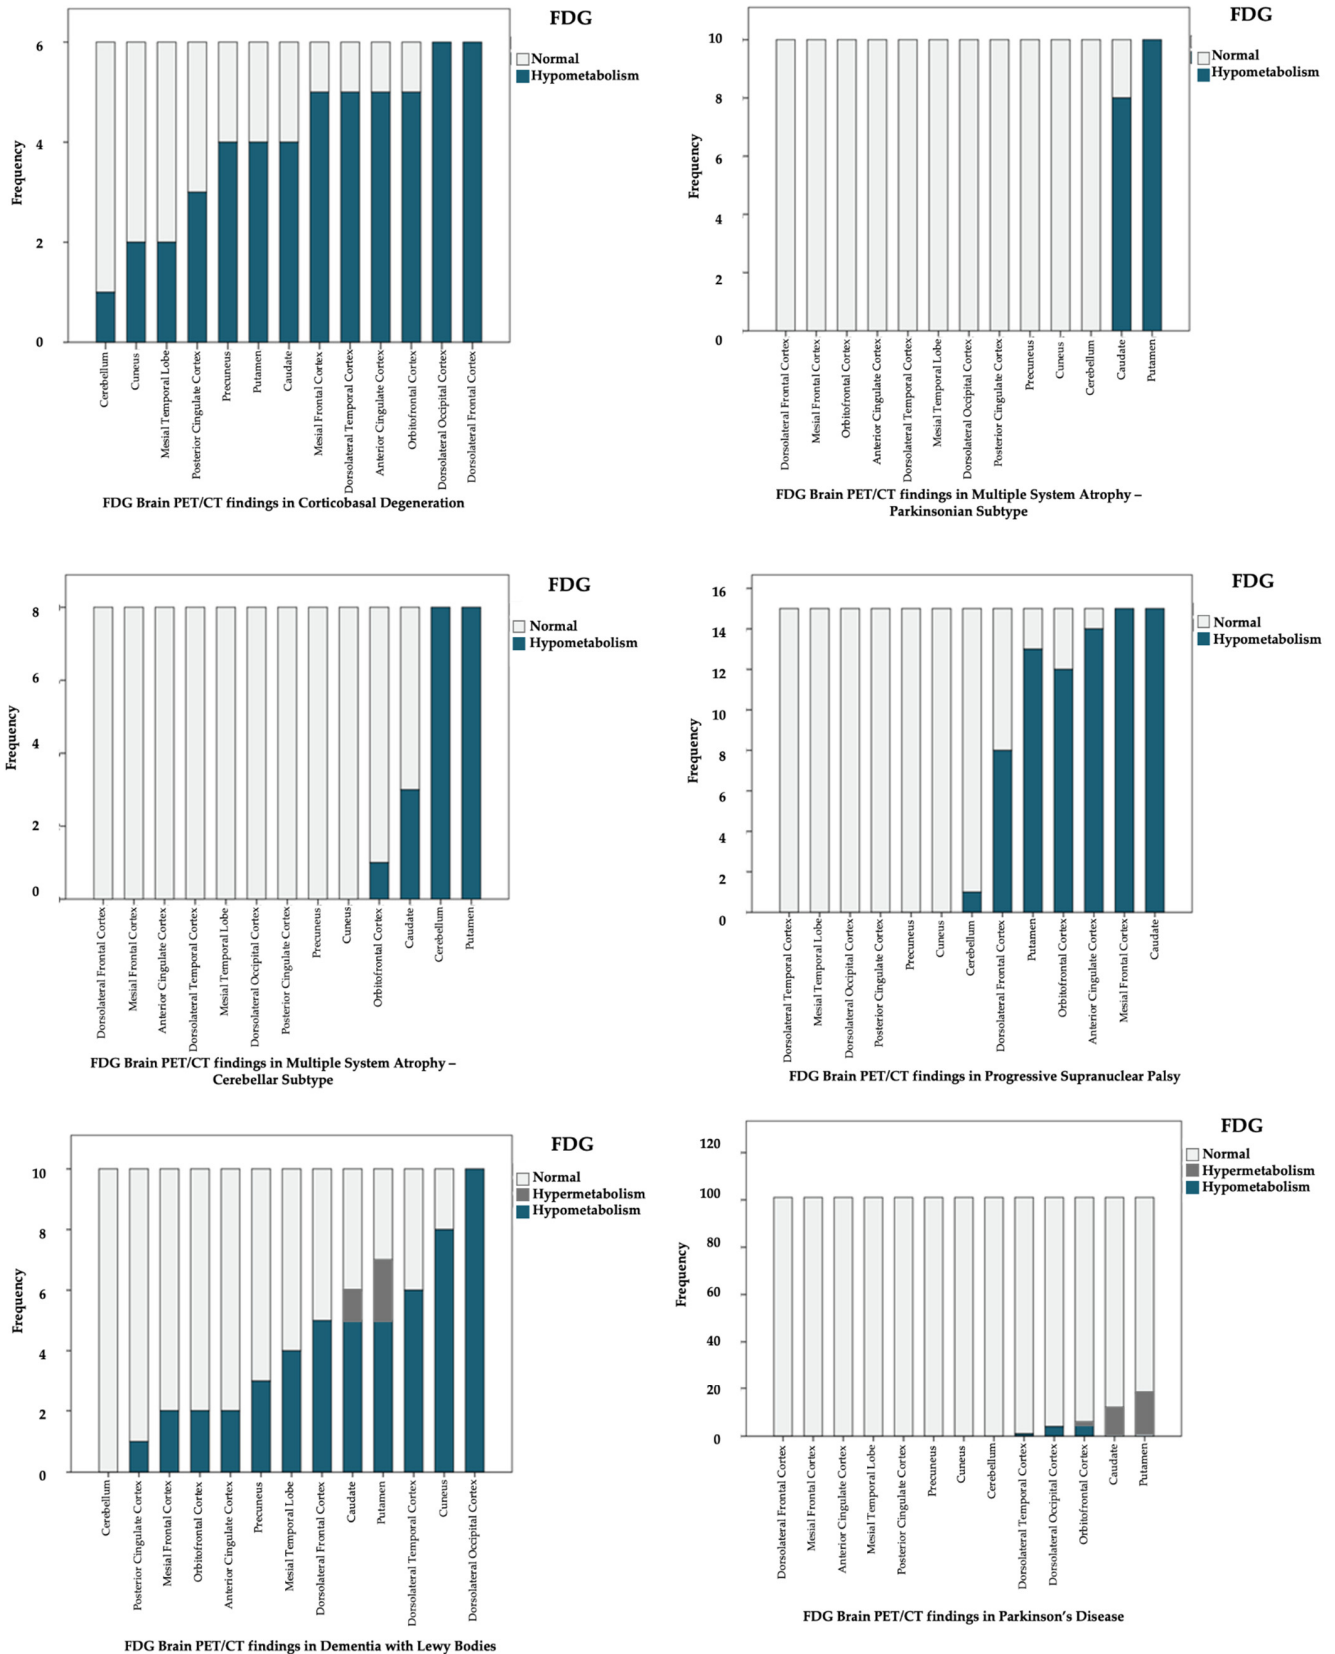 FDG
Normal
Hypometabolism
Frequency
6
4
2
0
Cerebellum
Cuneus
Mesial Temporal Lobe
Posterior Cingulate Cortex
Precuneus
Putamen
Caudate
Mesial Frontal Cortex
Dorsolateral Temporal Cortex
Anterior Cingulate Cortex
Orbitofrontal Cortex
Dorsolateral Occipital Cortex
Dorsolateral Frontal Cortex
FDG Brain PET/CT findings in Corticobasal Degeneration
FDG
Normal
Hypometabolism
Frequency
10
8
6
4
2
0
Dorsolateral Frontal Cortex
Mesial Frontal Cortex
Orbitofrontal Cortex
Anterior Cingulate Cortex
Dorsolateral Temporal Cortex
Mesial Temporal Lobe
Dorsolateral Occipital Cortex
Posterior Cingulate Cortex
Precuneus
Cuneus
Cerebellum
Caudate
Putamen
FDG Brain PET/CT findings in Multiple System Atrophy –
Parkinsonian Subtype
FDG
Normal
Hypometabolism
Frequency
8
6
4
2
0
Dorsolateral Frontal Cortex
Mesial Frontal Cortex
Anterior Cingulate Cortex
Dorsolateral Temporal Cortex
Mesial Temporal Lobe
Dorsolateral Occipital Cortex
Posterior Cingulate Cortex
Precuneus
Cuneus
Orbitofrontal Cortex
Caudate
Cerebellum
Putamen
FDG Brain PET/CT findings in Multiple System Atrophy –
Cerebellar Subtype
FDG
Normal
Hypometabolism
Frequency
16
14
12
10
8
6
4
2
0
Dorsolateral Temporal Cortex
Mesial Temporal Lobe
Dorsolateral Occipital Cortex
Posterior Cingulate Cortex
Precuneus
Cuneus
Cerebellum
Dorsolateral Frontal Cortex
Putamen
Orbitofrontal Cortex
Anterior Cingulate Cortex
Mesial Frontal Cortex
Caudate
FDG Brain PET/CT findings in Progressive Supranuclear Palsy
FDG
Normal
Hypermetabolism
Hypometabolism
Frequency
10
8
6
4
2
0
Cerebellum
Posterior Cingulate Cortex
Mesial Frontal Cortex
Orbitofrontal Cortex
Anterior Cingulate Cortex
Precuneus
Mesial Temporal Lobe
Dorsolateral Frontal Cortex
Caudate
Putamen
Dorsolateral Temporal Cortex
Cuneus
Dorsolateral Occipital Cortex
FDG Brain PET/CT findings in Dementia with Lewy Bodies
FDG
Normal
Hypermetabolism
Hypometabolism
Frequency
120
100
80
60
40
20
0
Dorsolateral Frontal Cortex
Mesial Frontal Cortex
Anterior Cingulate Cortex
Mesial Temporal Lobe
Posterior Cingulate Cortex
Precuneus
Cuneus
Cerebellum
Dorsolateral Temporal Cortex
Dorsolateral Occipital Cortex
Orbitofrontal Cortex
Caudate
Putamen
FDG Brain PET/CT findings in Parkinson's Disease